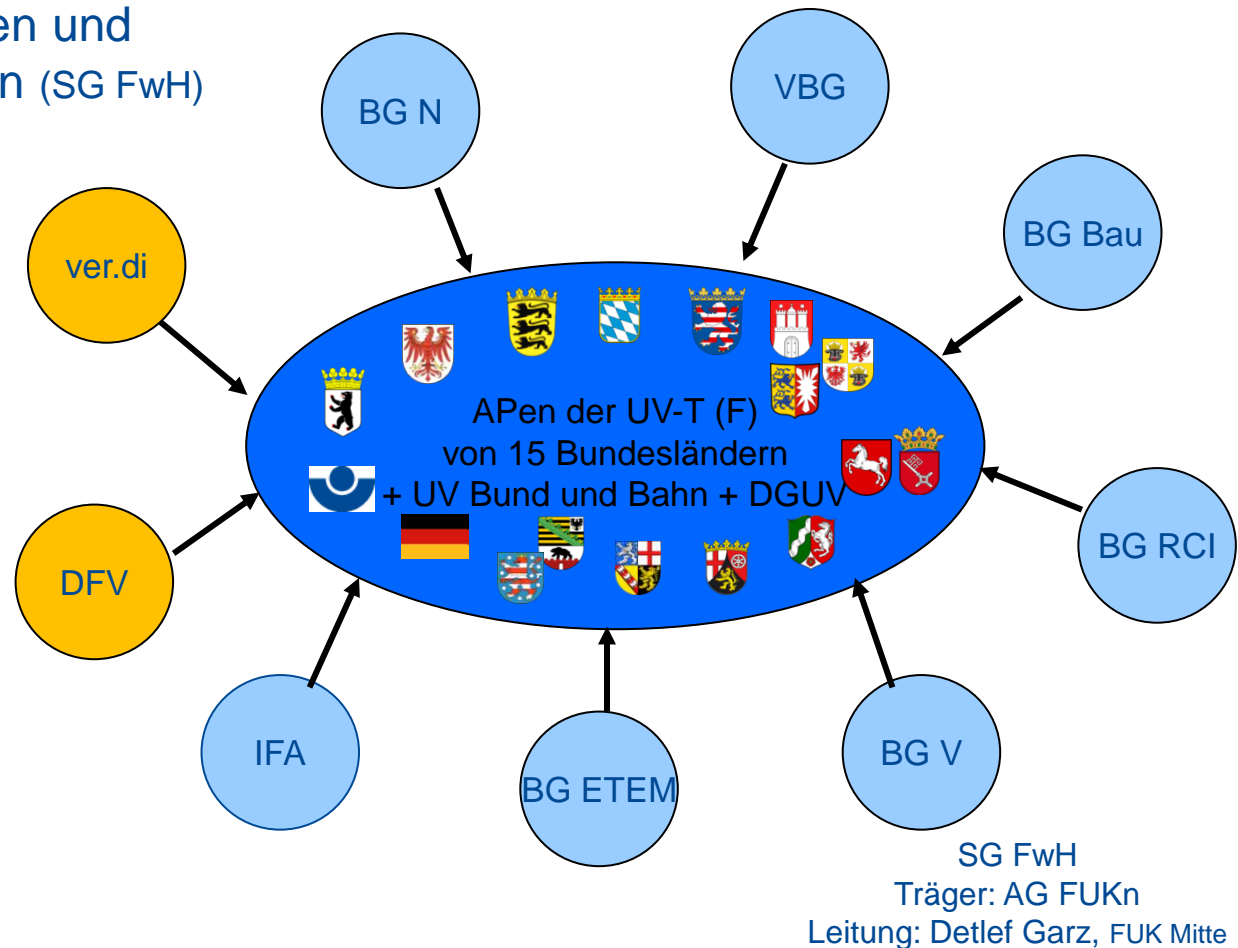 en und
n (SG FwH)
BG N
VBG
ver.di
BG Bau
APen der UV-T (F)
von 15 Bundesländern
+ UV Bund und Bahn + DGUV
DFV
BG RCI
IFA
BG ETEM
BG V
SG FwH
Träger: AG FUKn
Leitung: Detlef Garz, FUK Mitte